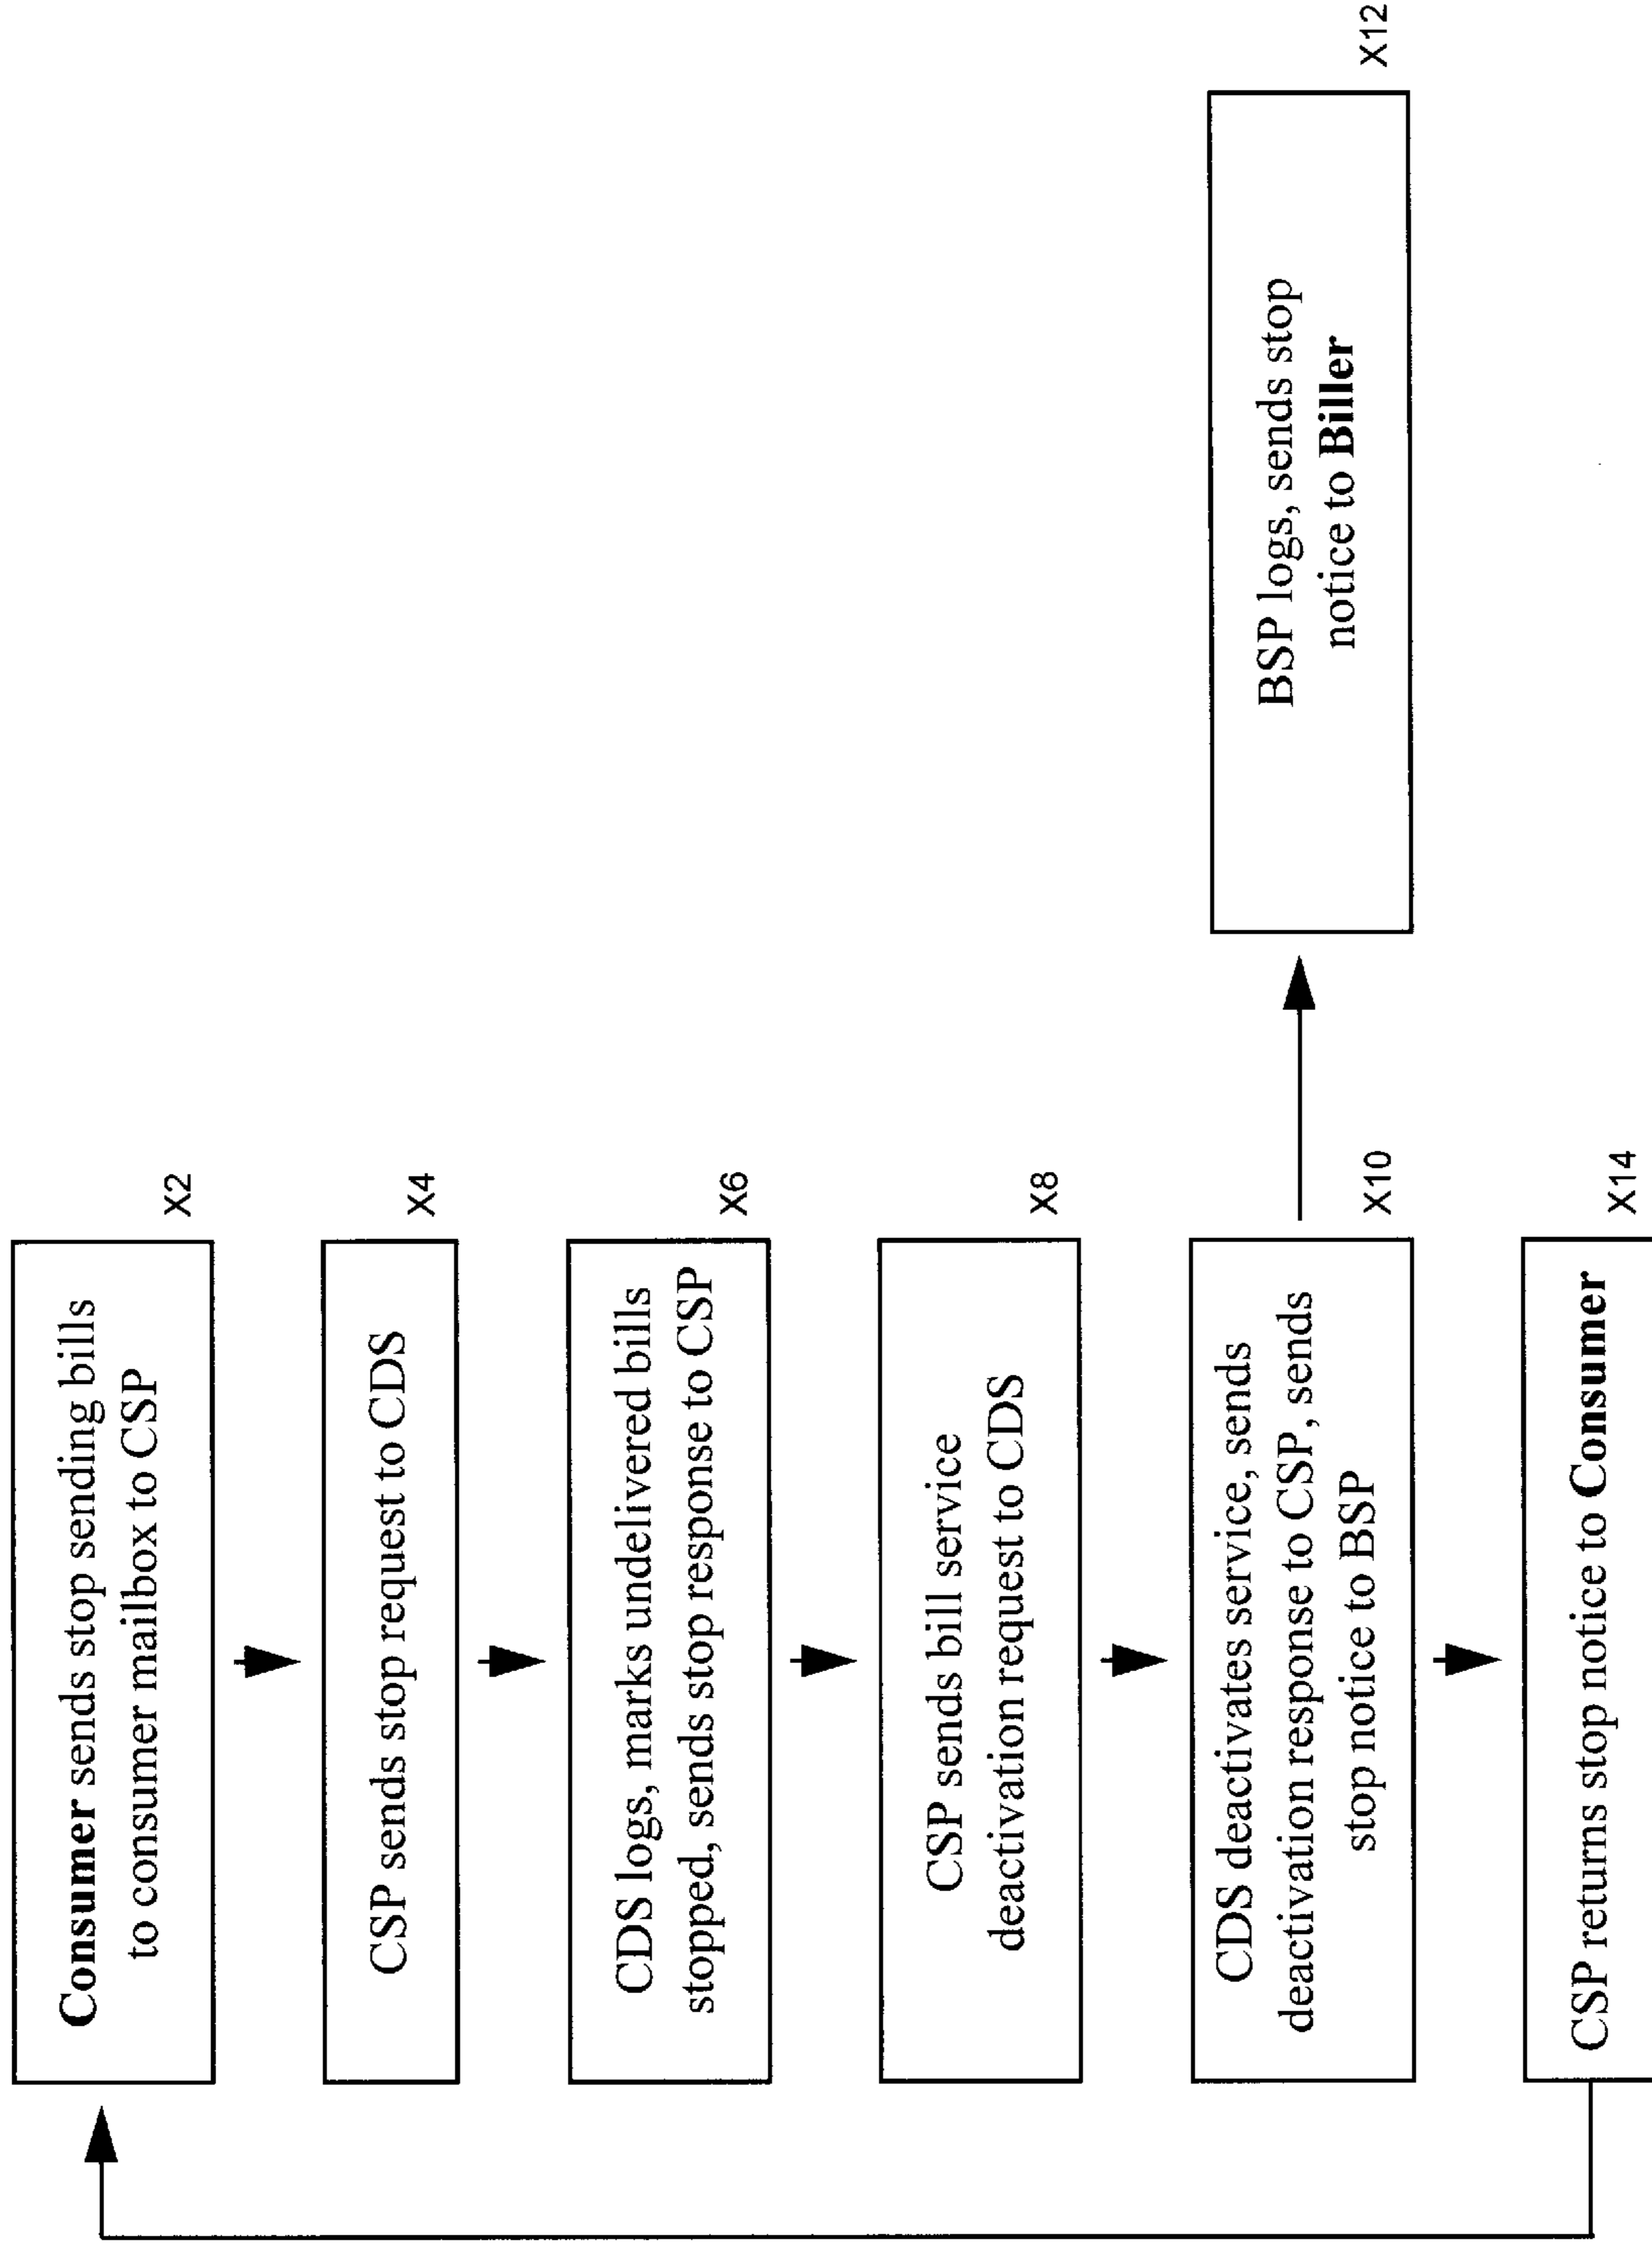 Consumer sends stop sending bills
to consumer mailbox to CSP
X2
CSP sends stop request to CDS
X4
CDS logs, marks undelivered bills
stopped, sends stop response to CSP
X6
CSP sends bill service
deactivation request to CDS
X8
CDS deactivates service, sends
deactivation response to CSP, sends
stop notice to BSP
X10
BSP logs, sends stop
notice to Biller
X12
CSP returns stop notice to Consumer
X14